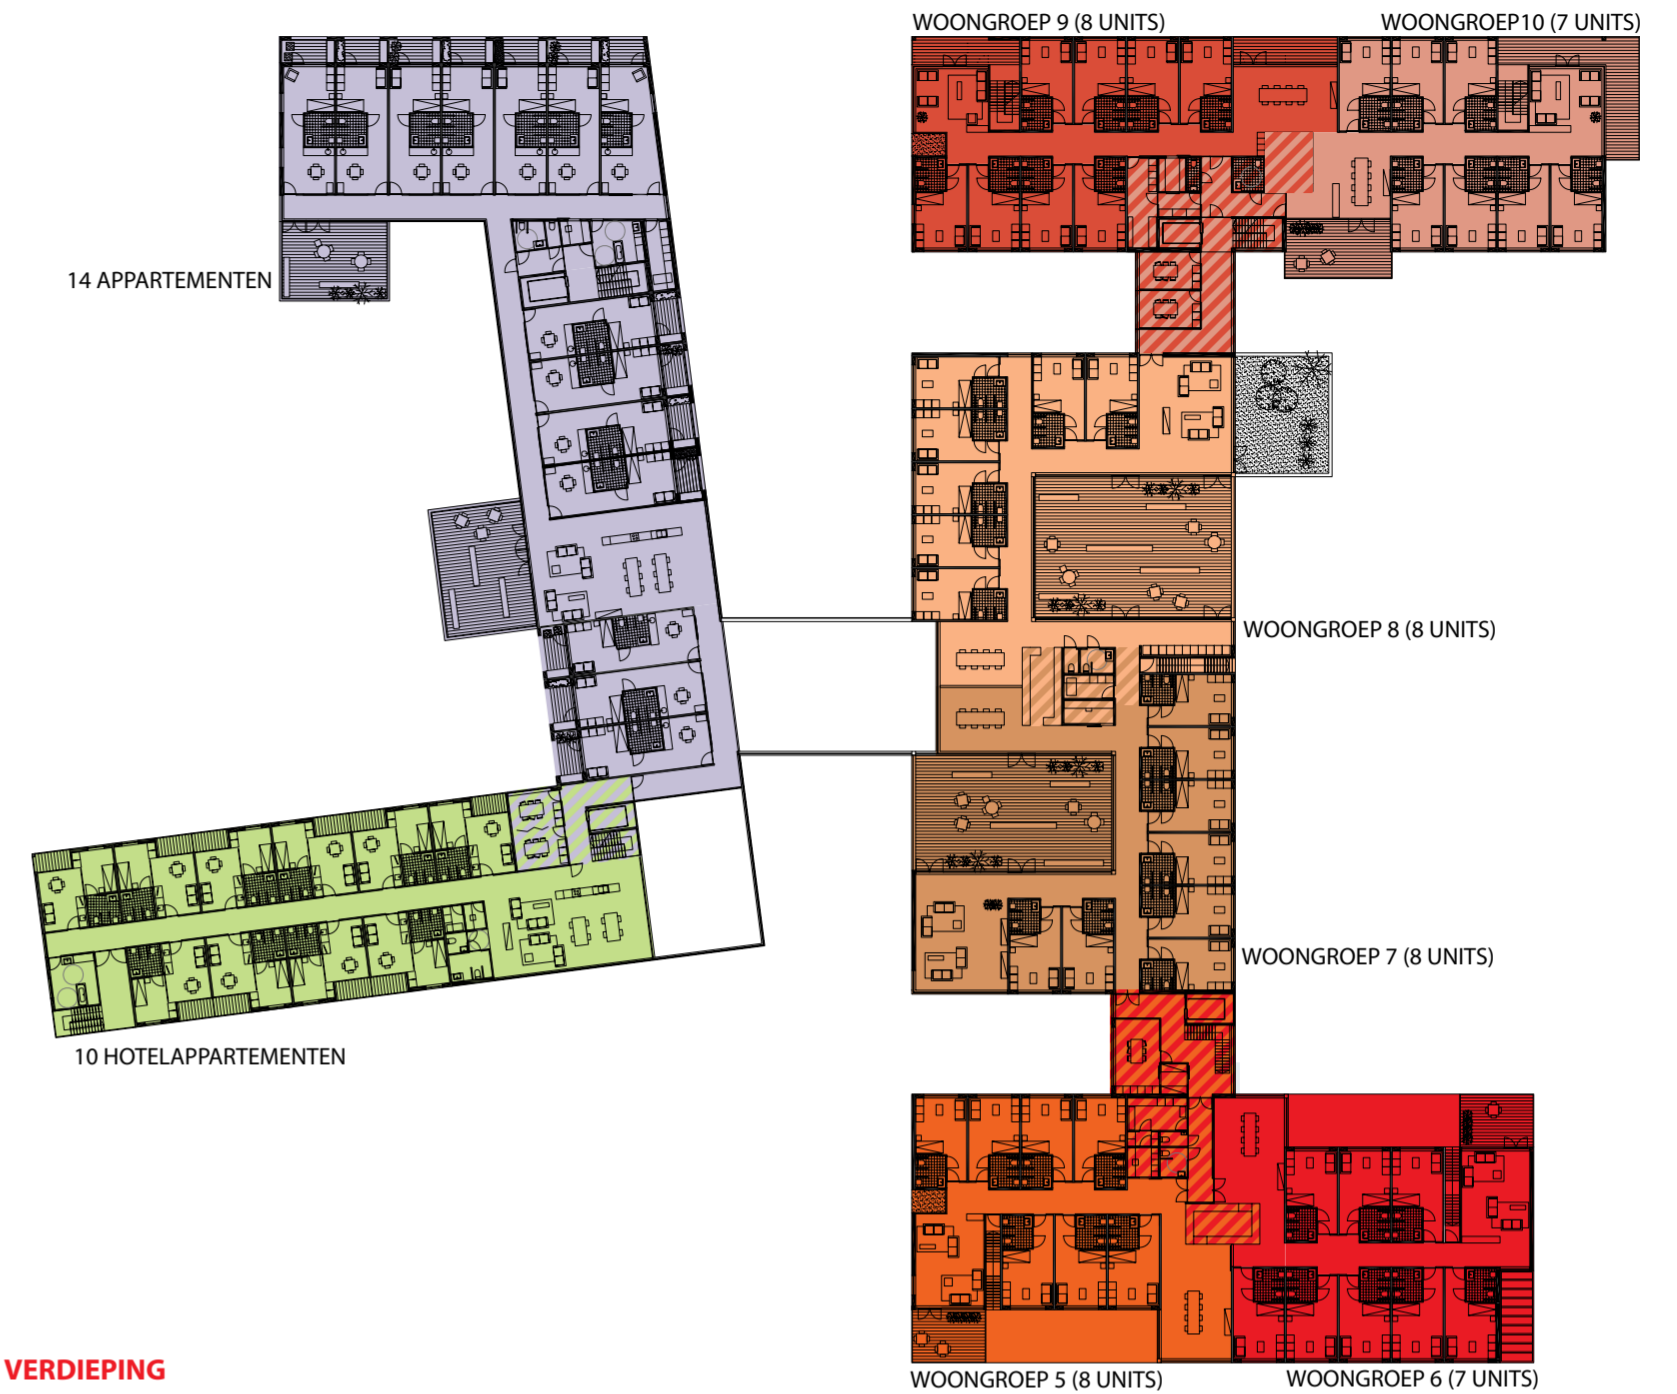 WOONGROEP 9 (8 UNITS)
WOONGROEP10 (7 UNITS)
14 APPARTEMENTEN
WOONGROEP 8 (8 UNITS)
WOONGROEP 7 (8 UNITS)
10 HOTELAPPARTEMENTEN
VERDIEPING
WOONGROEP 5 (8 UNITS)
WOONGROEP 6 (7 UNITS)